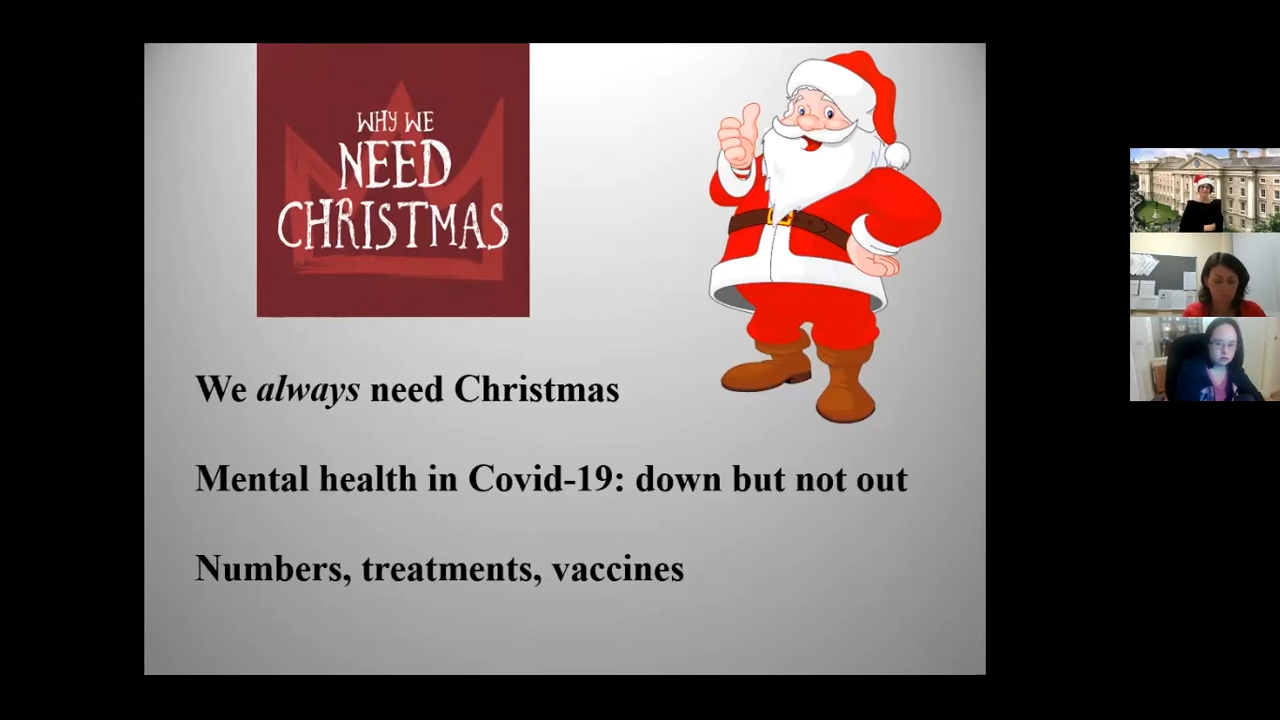 WHY WE
NEED
CHRISTMAS
We always need Christmas
Mental health in Covid-19: down but not out
Numbers, treatments, vaccines